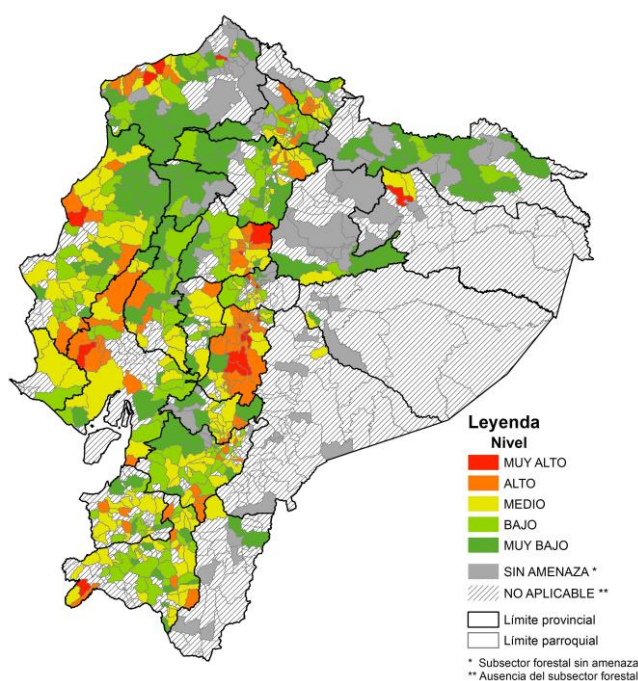 Leyenda
Nivel
MUY ALTO
ALTO
MEDIO
BAJO
MUY BAJO
SIN AMENAZA *
NO APLICABLE **
Límite provincial
Límite parroquial
* Subsector forestal sin amenaza
** Ausencia del subsector forestal